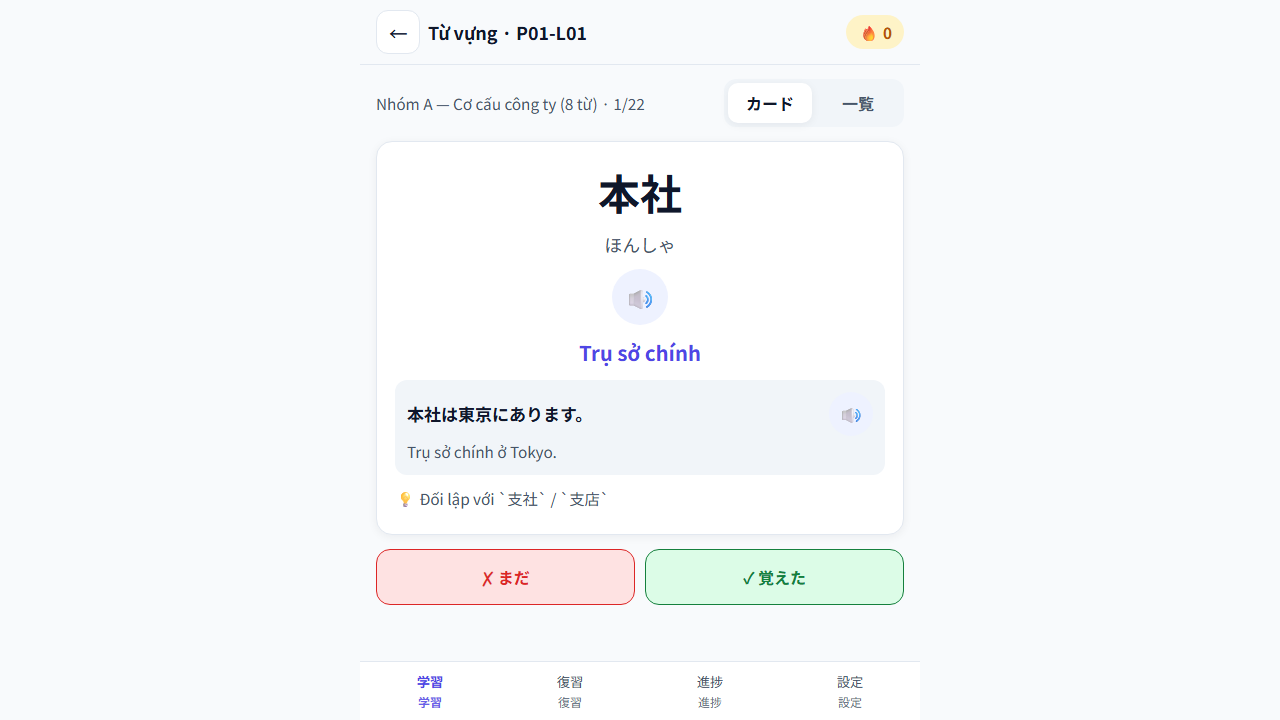 ← Từ vựng · P01-L01
🔥 0
Nhóm A — Cơ cấu công ty (8 từ) · 1/22
カード 一覧
本社
ほんしゃ
Trụ sở chính
本社は東京にあります。
Trụ sở chính ở Tokyo.
💡 Đối lập với `支社` / `支店`
✗ まだ
✓ 覚えた
学習 復習 進捗 設定
学習 復習 進捗 設定